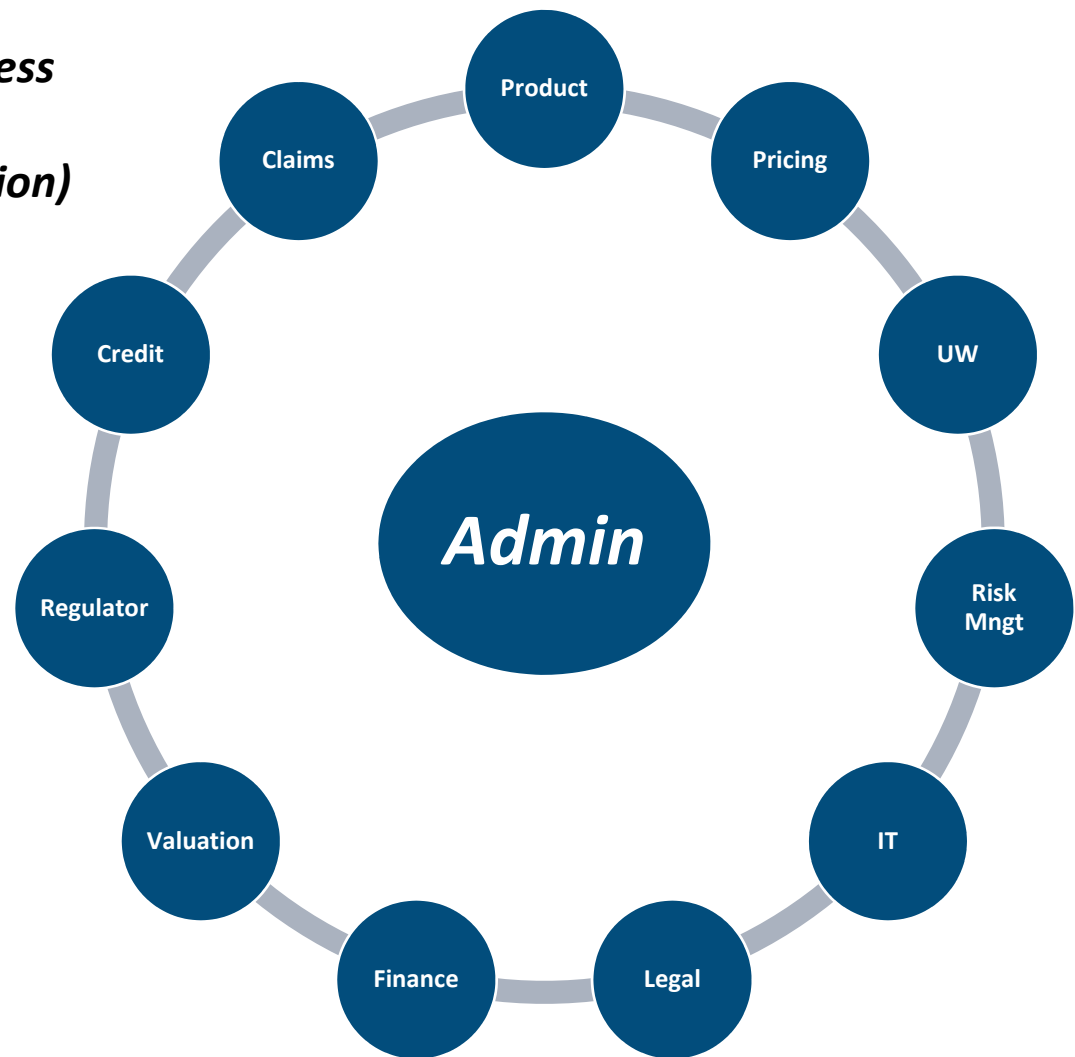 ess
ion)
Product
Pricing
UW
Risk
Mngt
IT
Legal
Finance
Valuation
Regulator
Credit
Claims
Admin